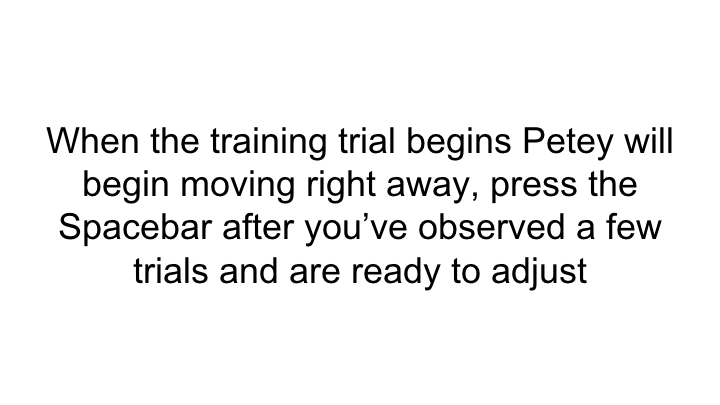 When the training trial begins Petey will
begin moving right away, press the
Spacebar after you’ve observed a few
trials and are ready to adjust